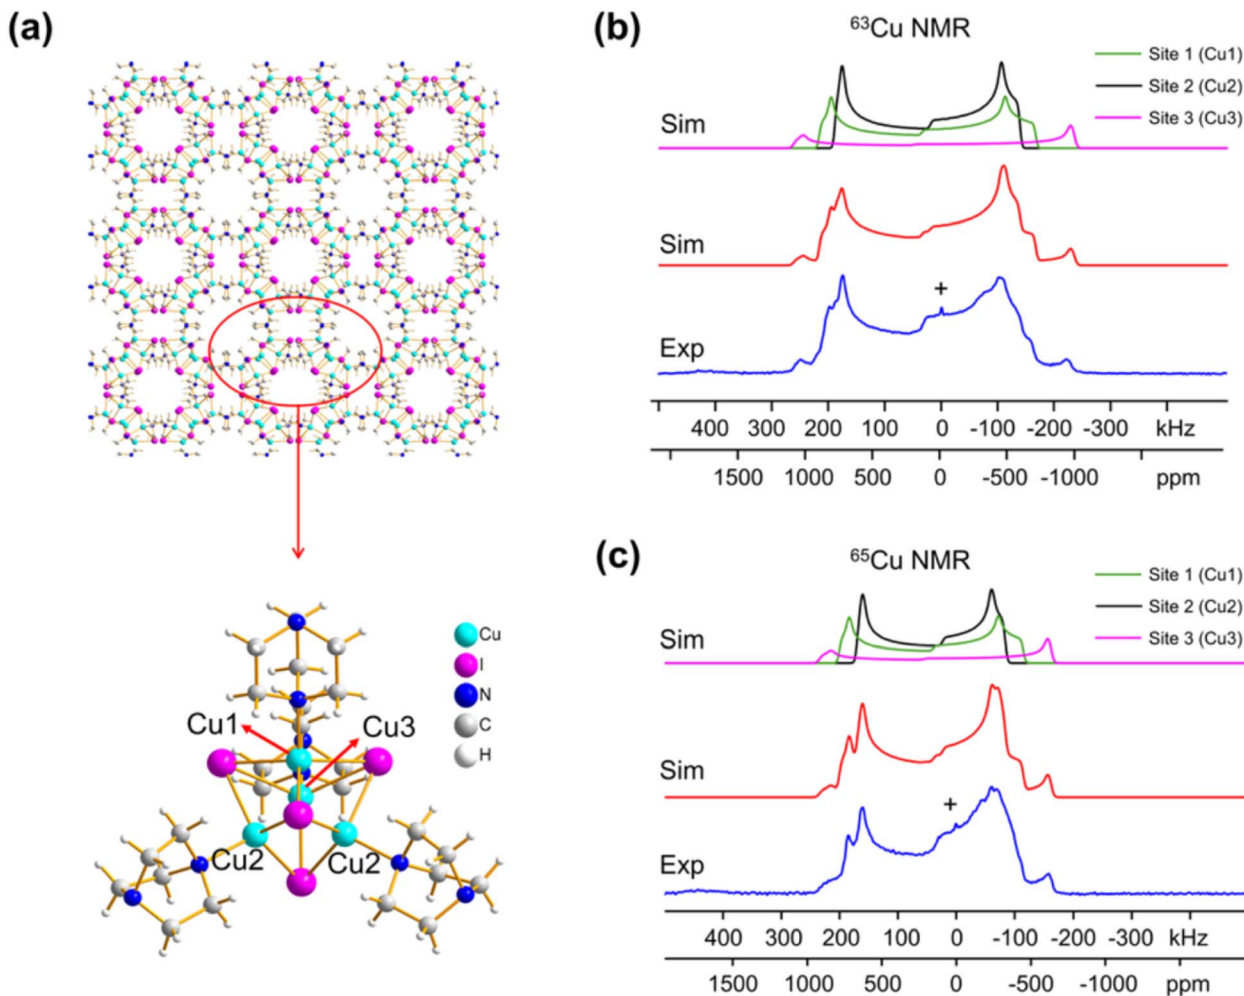 (a)
Cu
I
N
C
H
Cu1
Cu3
Cu2
Cu2
(b)
63Cu NMR
Site 1 (Cu1)
Site 2 (Cu2)
Site 3 (Cu3)
Sim
Sim
+
Exp
400 300 200 100 0 -100 -200 -300 kHz
1500 1000 500 0 -500 -1000 ppm
(c)
65Cu NMR
Site 1 (Cu1)
Site 2 (Cu2)
Site 3 (Cu3)
Sim
Sim
+
Exp
400 300 200 100 0 -100 -200 -300 kHz
1500 1000 500 0 -500 -1000 ppm